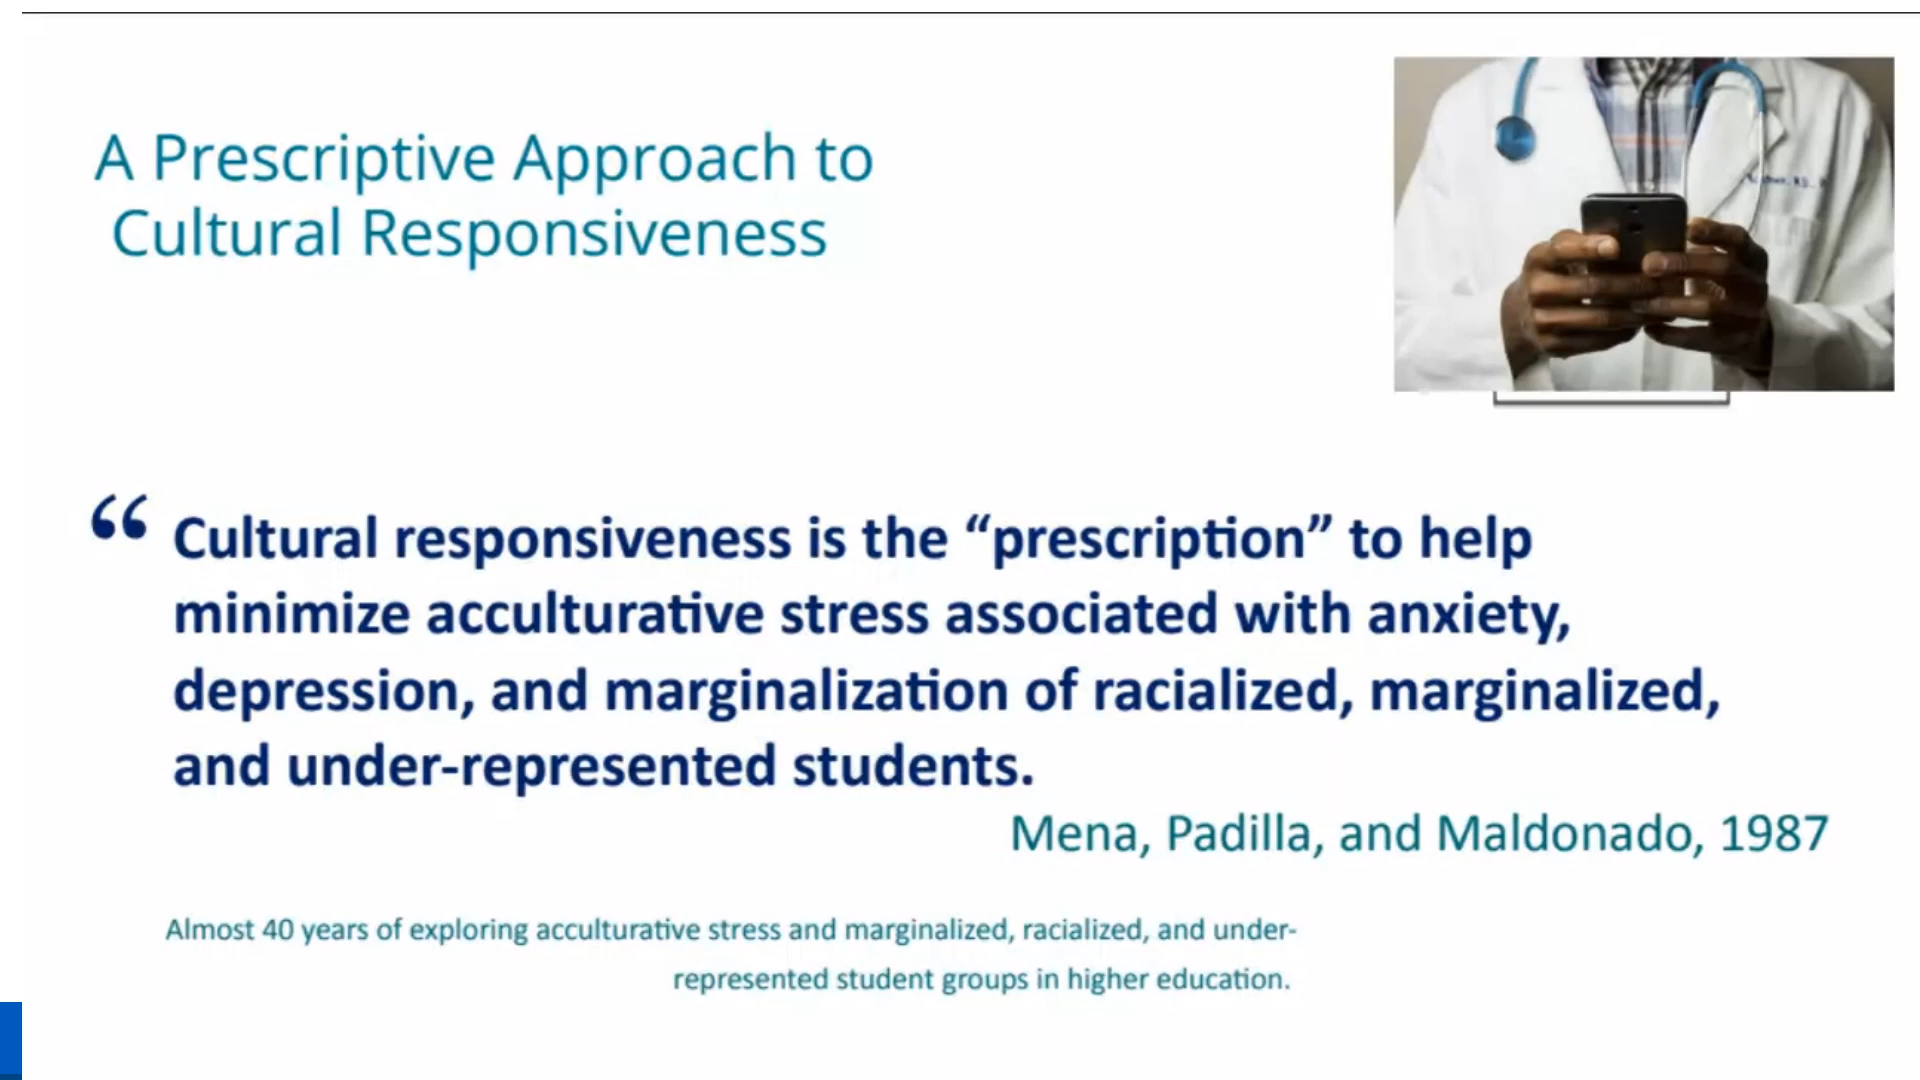 A Prescriptive Approach to
Cultural Responsiveness
“ Cultural responsiveness is the “prescription” to help
minimize acculturative stress associated with anxiety,
depression, and marginalization of racialized, marginalized,
and under-represented students.
Mena, Padilla, and Maldonado, 1987
Almost 40 years of exploring acculturative stress and marginalized, racialized, and under-
represented student groups in higher education.